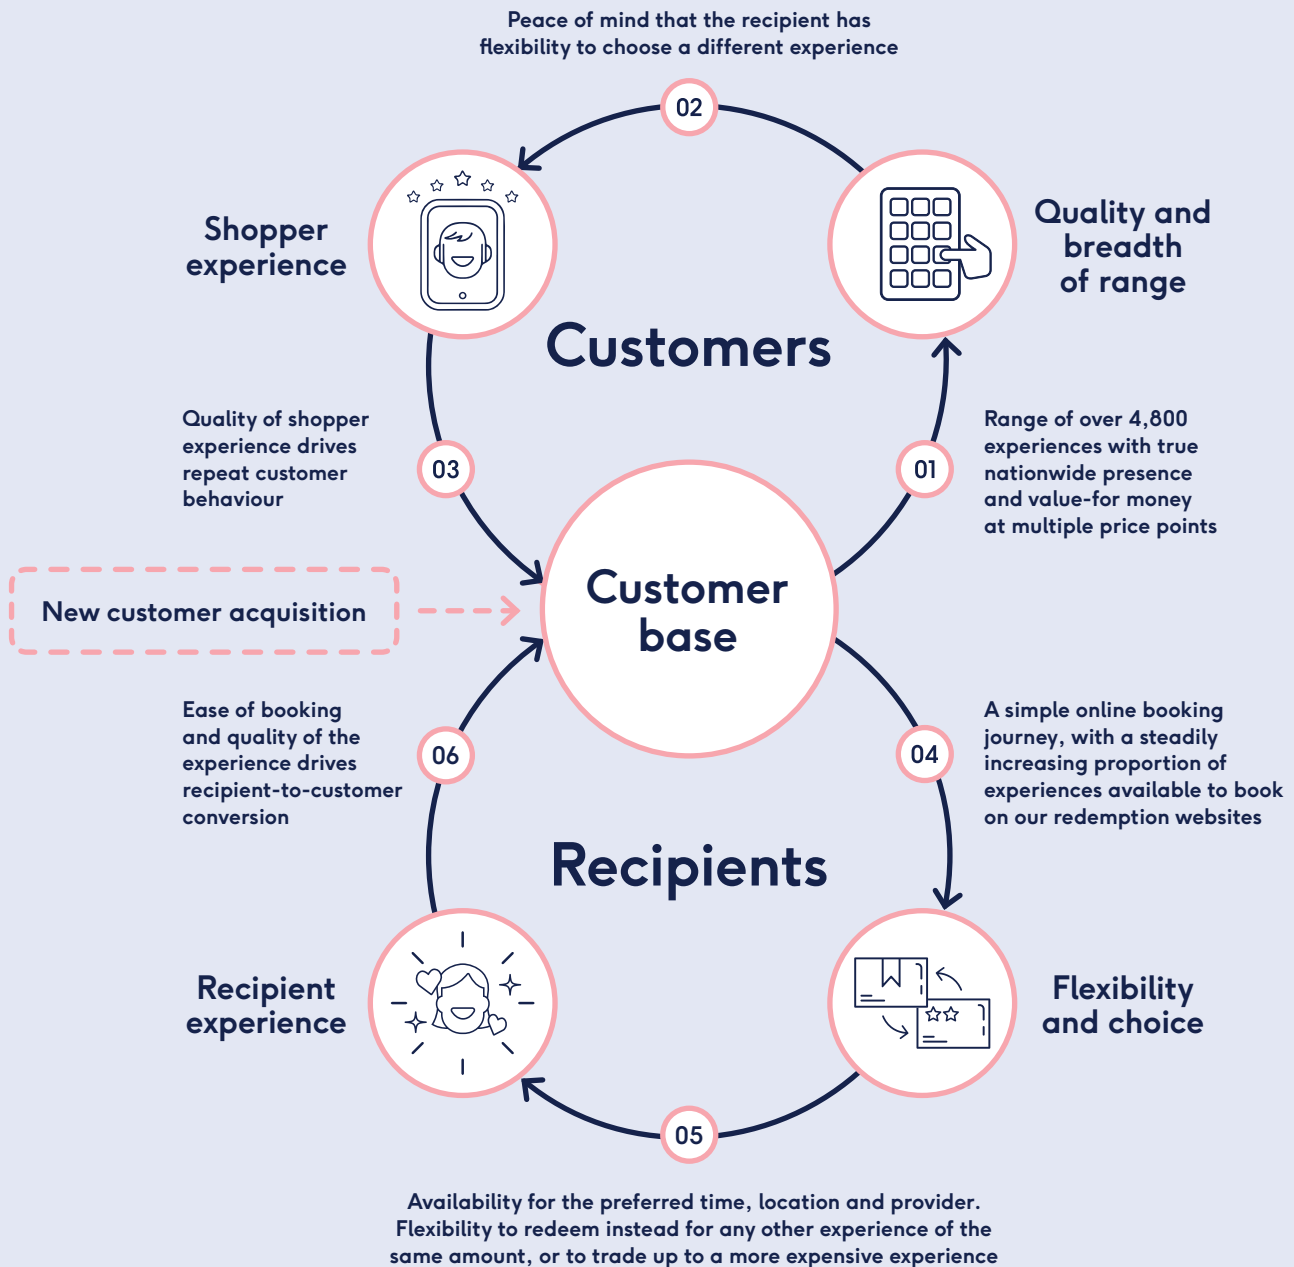 Peace of mind that the recipient has
flexibility to choose a different experience
02
Shopper
experience
Quality and
breadth
of range
Customers
Quality of shopper
experience drives
repeat customer
behaviour
03
01
Range of over 4,800
experiences with true
nationwide presence
and value-for money
at multiple price points
Customer
base
New customer acquisition
Ease of booking
and quality of the
experience drives
recipient-to-customer
conversion
06
04
A simple online booking
journey, with a steadily
increasing proportion of
experiences available to book
on our redemption websites
Recipients
Recipient
experience
Flexibility
and choice
05
Availability for the preferred time, location and provider.
Flexibility to redeem instead for any other experience of the
same amount, or to trade up to a more expensive experience